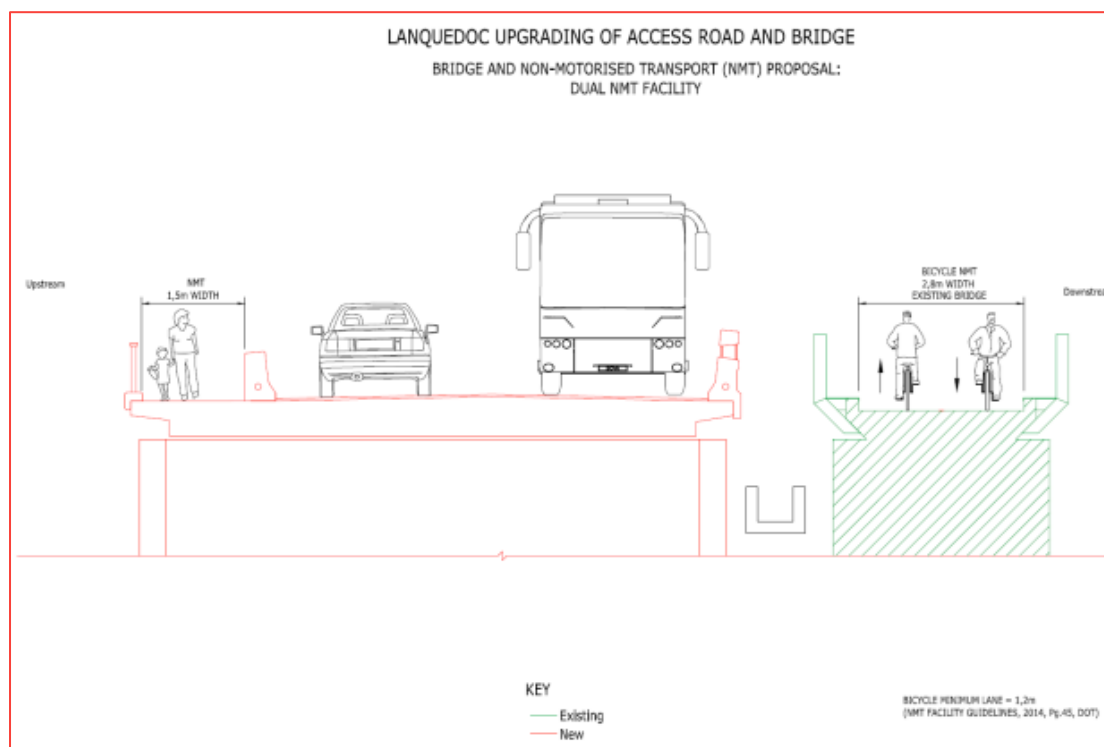 LANQUEDOC UPGRADING OF ACCESS ROAD AND BRIDGE
BRIDGE AND NON-MOTORISED TRANSPORT (NMT) PROPOSAL:
DUAL NMT FACILITY
Upstream
NMT
1,5m WIDTH
BICYCLE NMT
2,8m WIDTH
EXISTING BRIDGE
Downstrea
KEY
Existing
New
BICYCLE MINIMUM LANE = 1,2m
(NMT FACILITY GUIDELINES, 2014, Pg.45, DOT)